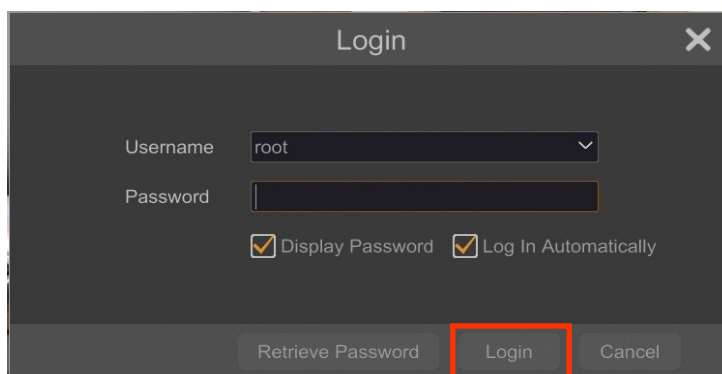 Login
Username root
Password
Display Password Log In Automatically
Retrieve Password Login Cancel